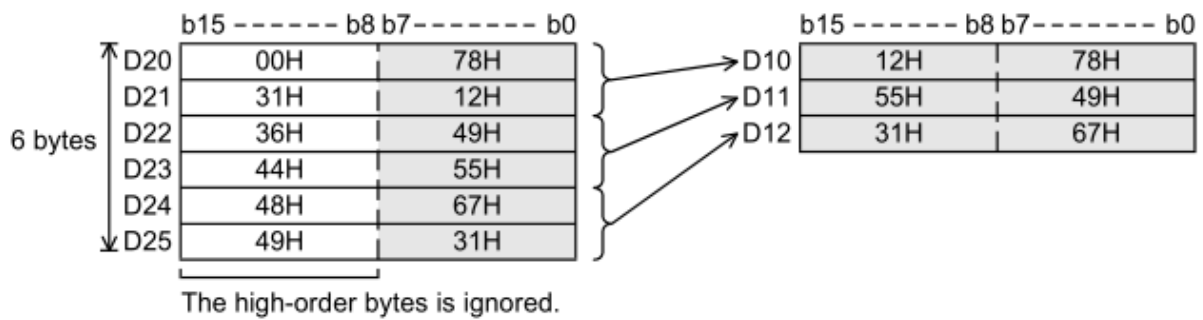 b15 ------- b8 b7 -------- b0 b15 ------- b8 b7 -------- b0
D20 00H 78H D10 12H 78H
D21 31H 12H D11 55H 49H
6 bytes D22 36H 49H D12 31H 67H
D23 44H 55H
D24 48H 67H
D25 49H 31H
The high-order bytes is ignored.